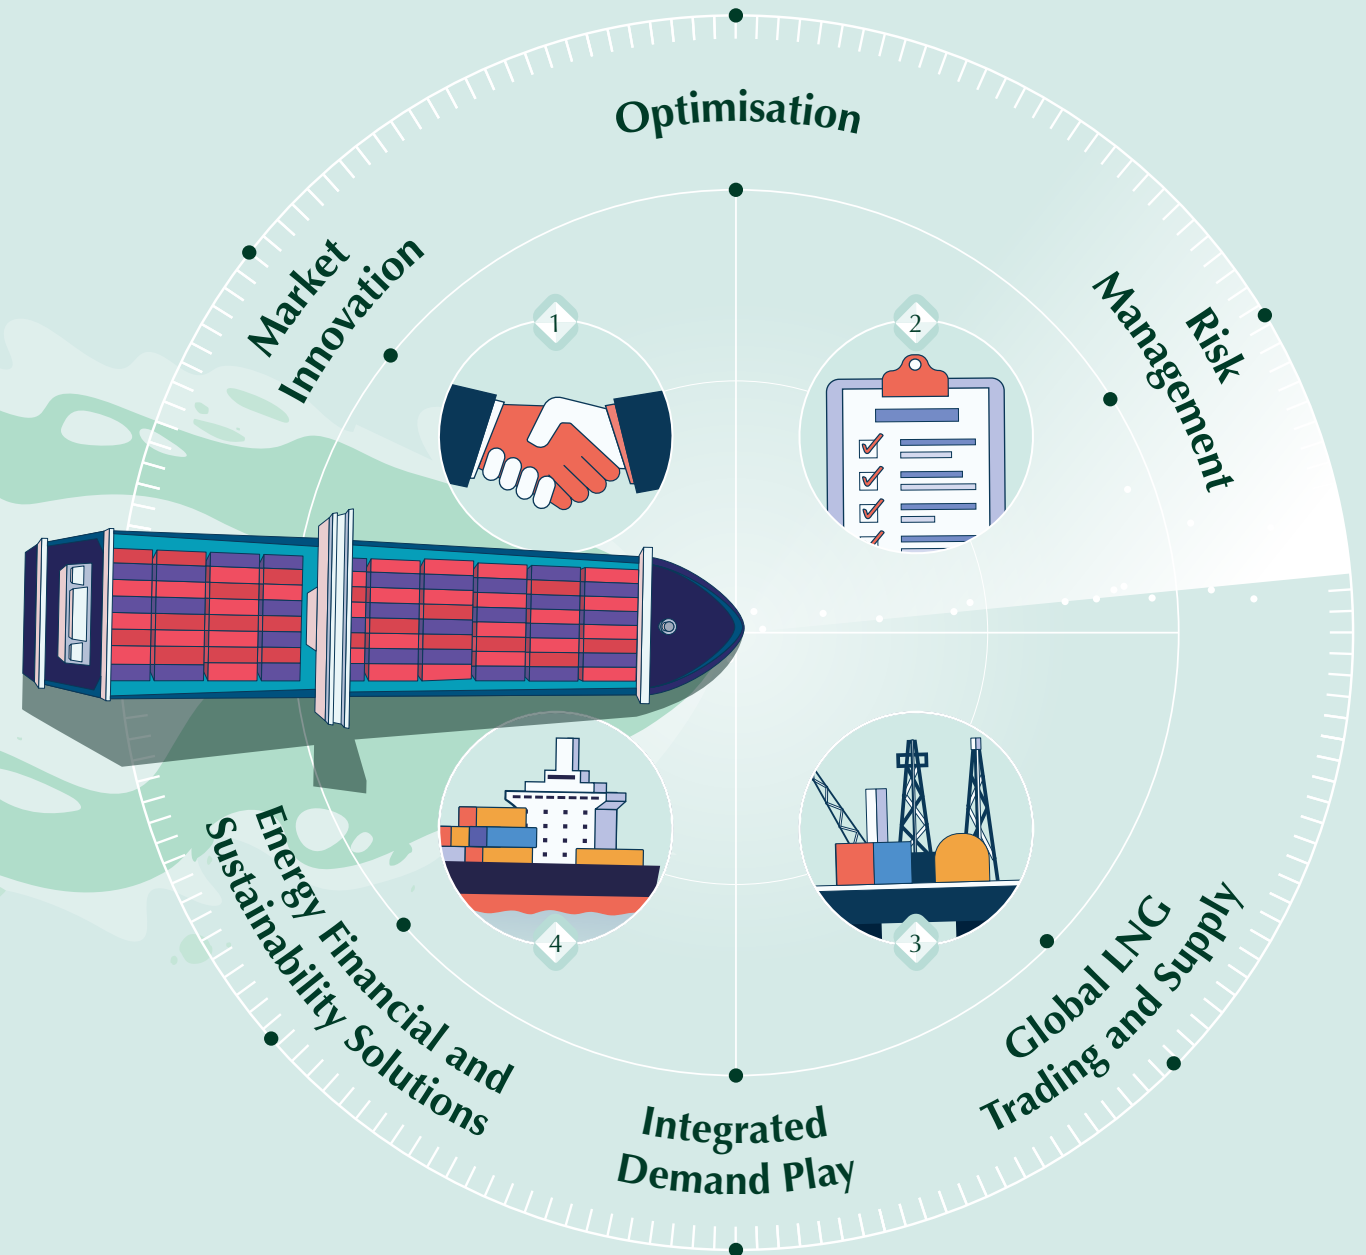 Optimisation
Market
Innovation
Risk
Management
1
2
Energy Financial and
Sustainability Solutions
4
3
Global LNG
Trading and Supply
Integrated
Demand Play